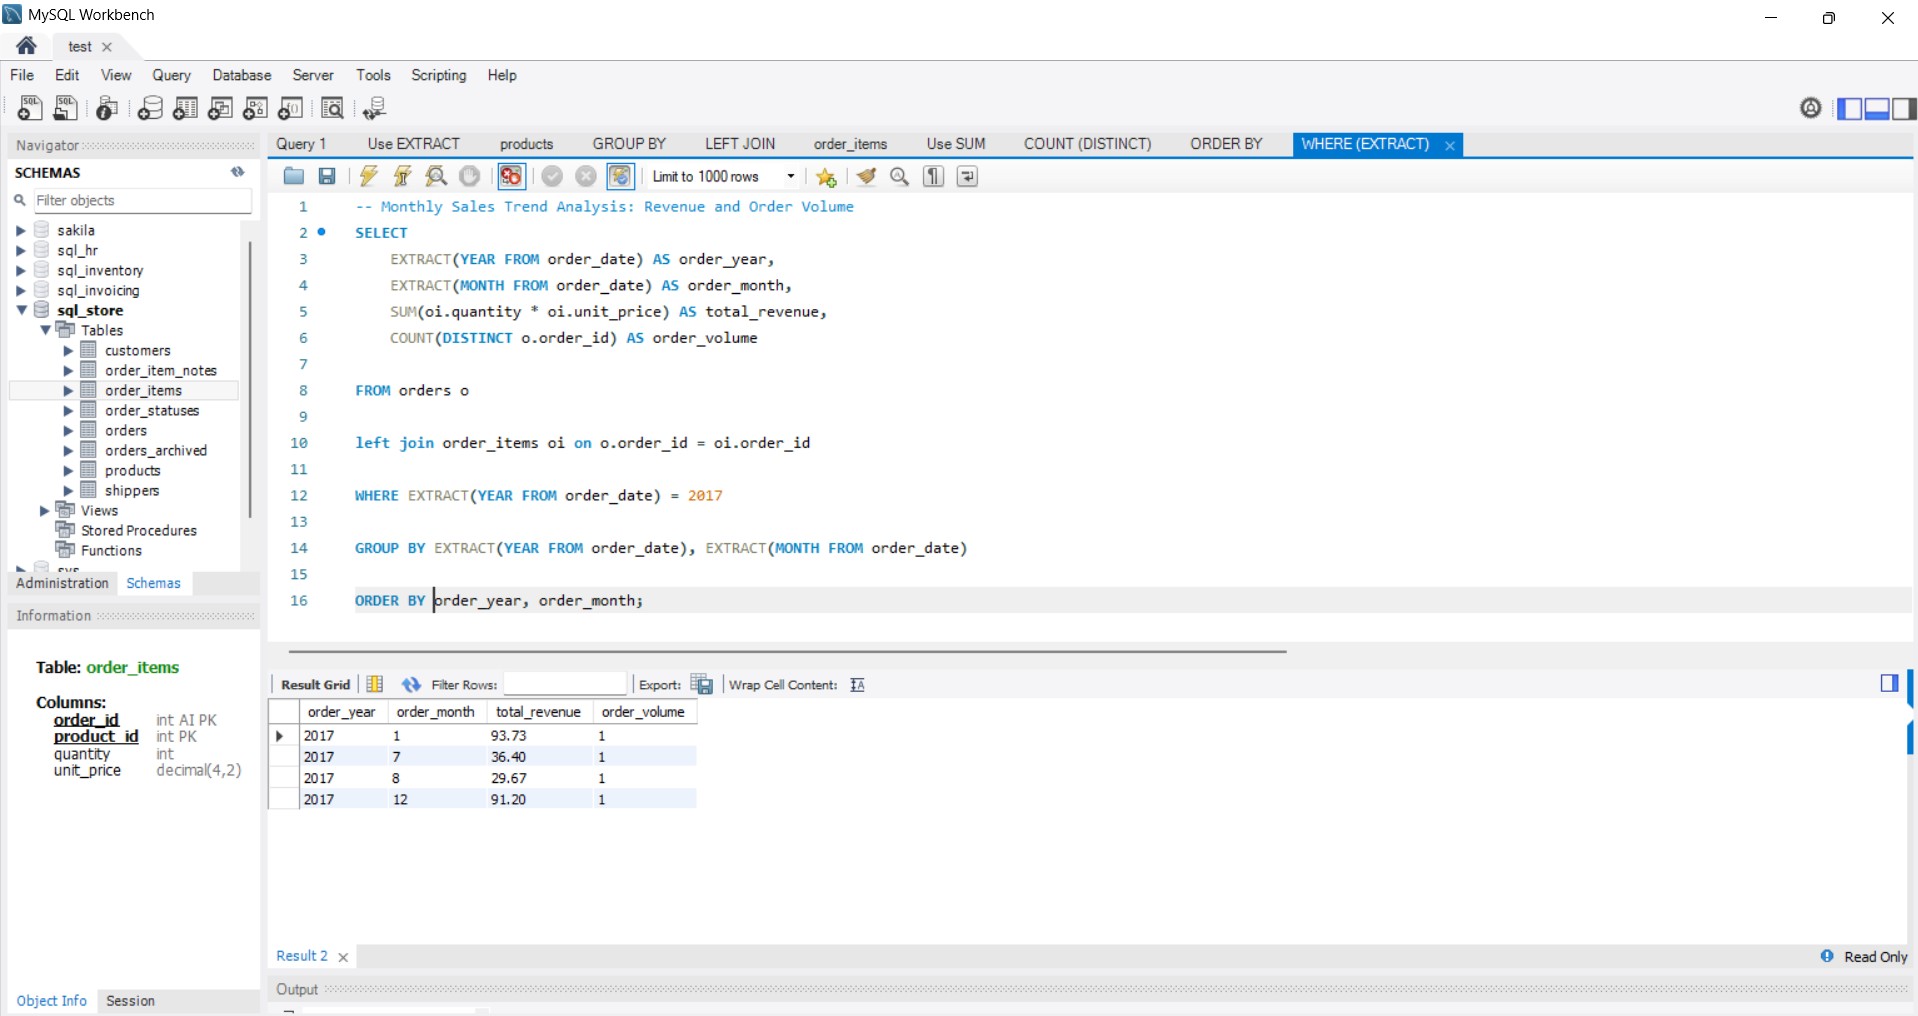 MySQL Workbench
test
File Edit View Query Database Server Tools Scripting Help
Navigator
SCHEMAS
Filter objects
sakila
sql_hr
sql_inventory
sql_invoicing
sql_store
Tables
customers
order_item_notes
order_items
order_statuses
orders
orders_archived
products
shippers
Views
Stored Procedures
Functions
sys
Administration Schemas
Information
Table: order_items
Columns:
order_id int AI PK
product_id int PK
quantity int
unit_price decimal(4,2)
Object Info Session
Query 1 Use EXTRACT products GROUP BY LEFT JOIN order_items Use SUM COUNT (DISTINCT) ORDER BY WHERE (EXTRACT)
Limit to 1000 rows
1 -- Monthly Sales Trend Analysis: Revenue and Order Volume
2 SELECT
3 EXTRACT(YEAR FROM order_date) AS order_year,
4 EXTRACT(MONTH FROM order_date) AS order_month,
5 SUM(oi.quantity * oi.unit_price) AS total_revenue,
6 COUNT(DISTINCT o.order_id) AS order_volume
7
8 FROM orders o
9
10 left join order_items oi on o.order_id = oi.order_id
11
12 WHERE EXTRACT(YEAR FROM order_date) = 2017
13
14 GROUP BY EXTRACT(YEAR FROM order_date), EXTRACT(MONTH FROM order_date)
15
16 ORDER BY order_year, order_month;
Result Grid Filter Rows: Export: Wrap Cell Content:
order_year order_month total_revenue order_volume
2017 1 93.73 1
2017 7 36.40 1
2017 8 29.67 1
2017 12 91.20 1
Result 2 Read Only
Output